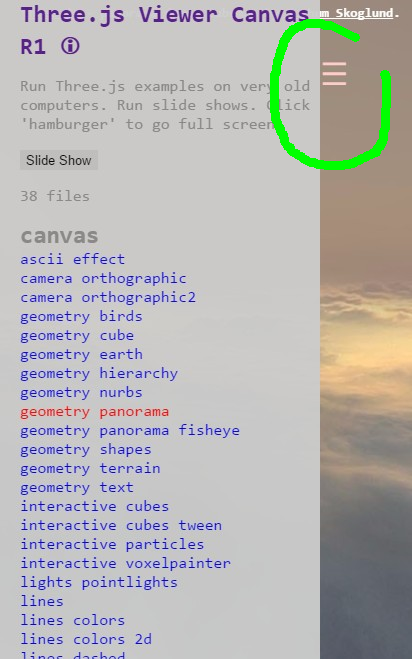 Three.js Viewer Canvas
R1 🛈
m Skoglund.
Run Three.js examples on very old
computers. Run slide shows. Click
'hamburger' to go full screen
Slide Show
38 files
canvas
ascii effect
camera orthographic
camera orthographic2
geometry birds
geometry cube
geometry earth
geometry hierarchy
geometry nurbs
geometry panorama
geometry panorama fisheye
geometry shapes
geometry terrain
geometry text
interactive cubes
interactive cubes tween
interactive particles
interactive voxelpainter
lights pointlights
lines
lines colors
lines colors 2d
lines dashed